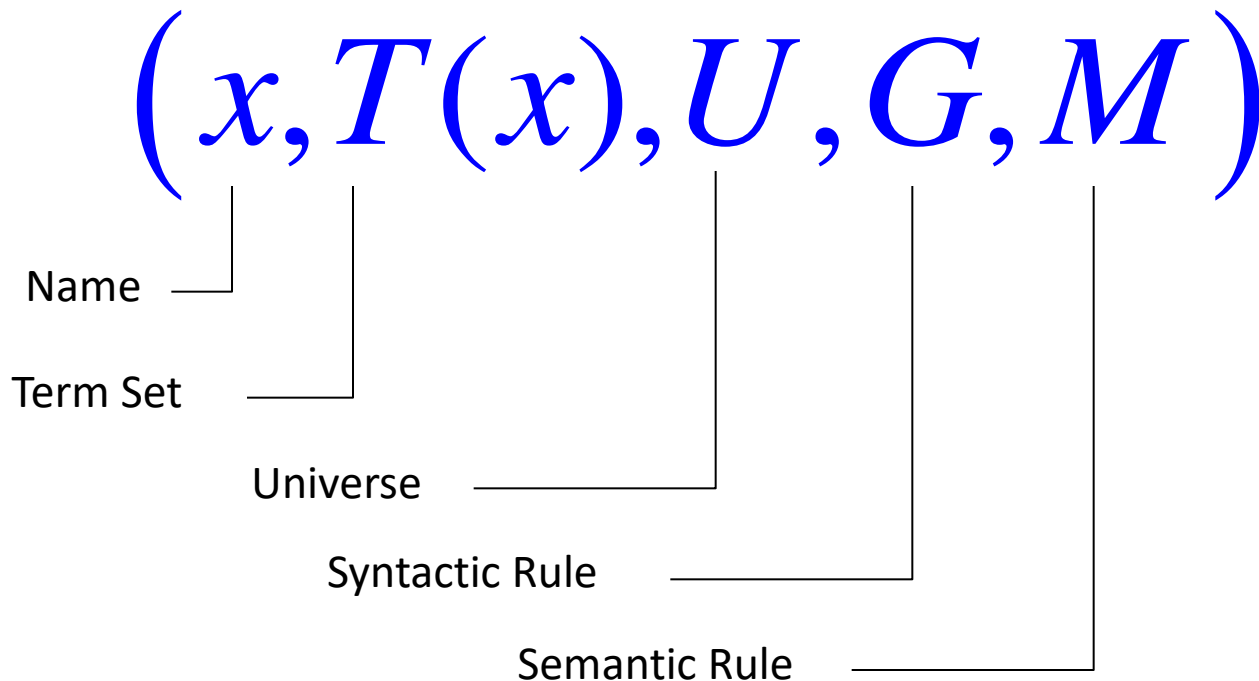 (x, T(x), U, G, M)
Name
Term Set
Universe
Syntactic Rule
Semantic Rule